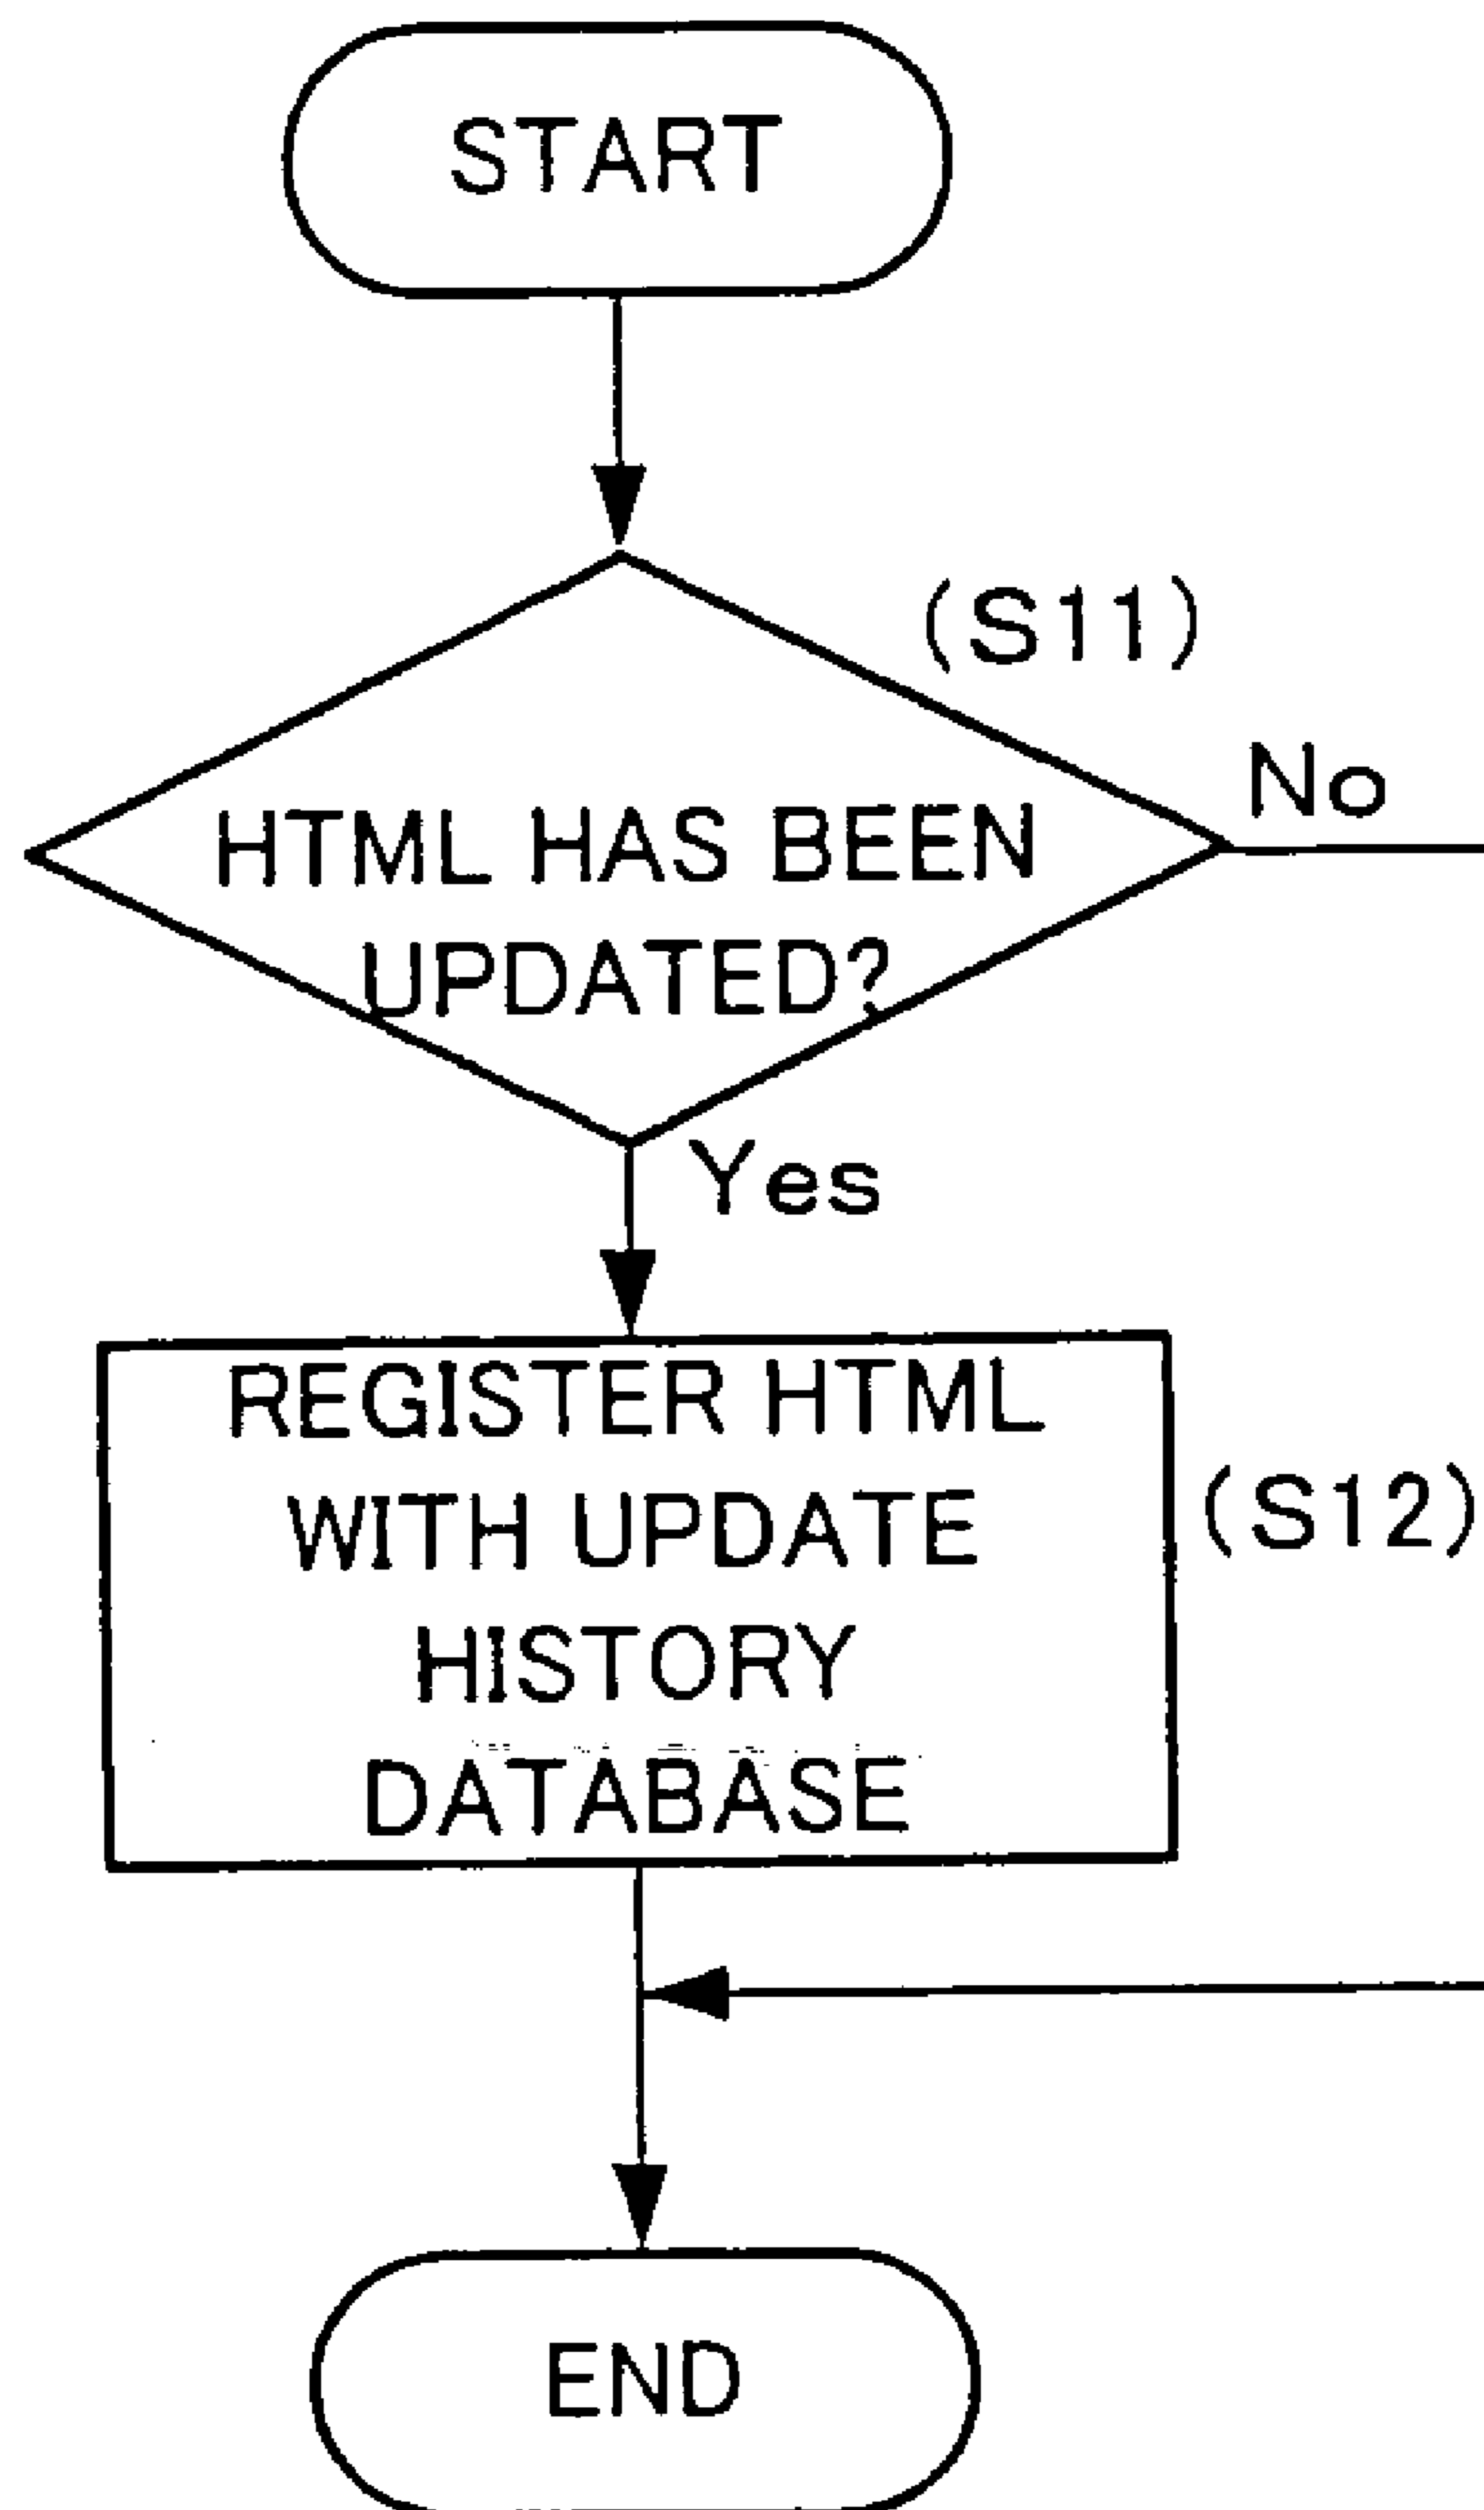 START
(S11)
No
HTML HAS BEEN
UPDATED?
Yes
REGISTER HTML
WITH UPDATE
(S12)
HISTORY
DATABASE
END